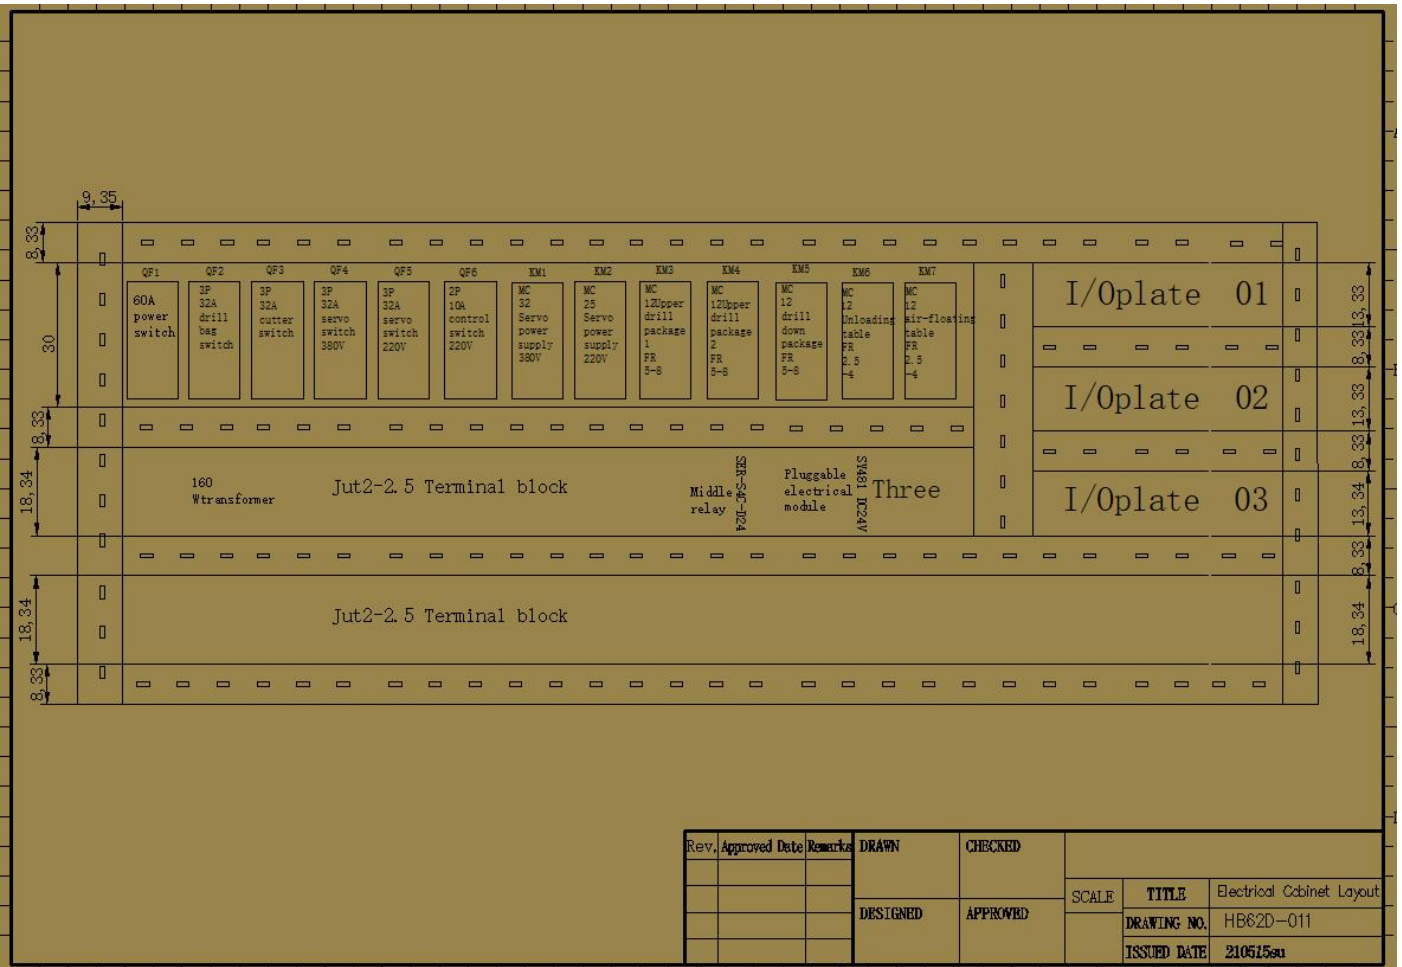 9,35
8,33
30
8,33
18,34
18,34
8,33
QF1
60A
power
switch
QF2
3P
32A
drill
bag
switch
QF3
3P
32A
cutter
switch
QF4
3P
32A
servo
switch
380V
QF5
3P
32A
servo
switch
220V
QF6
2P
10A
control
switch
220V
KM1
MC
32
Servo
power
supply
380V
KM2
MC
25
Servo
power
supply
220V
KM3
MC
12Upper
drill
package
1
FR
5-8
KM4
MC
12Upper
drill
package
2
FR
5-8
KM5
MC
12
drill
down
package
FR
5-8
KM6
MC
12
Unloading
table
FR
2.5
-4
KM7
MC
12
air-floating
table
FR
2.5
-4
I/Oplate 01
I/Oplate 02
I/Oplate 03
13,33
8,33
13,33
8,33
13,34
8,33
18,34
160
Wtransformer
Jut2-2.5 Terminal block
Middle
relay
SER-S4C-D24
Pluggable
electrical
module
SY481 DC24V
Three
Jut2-2.5 Terminal block
Rev. Approved Date Remarks DRAWN CHECKED
DESIGNED APPROVED
SCALE TITLE Electrical Cabinet Layout
DRAWING NO. HB62D-011
ISSUED DATE 210515su